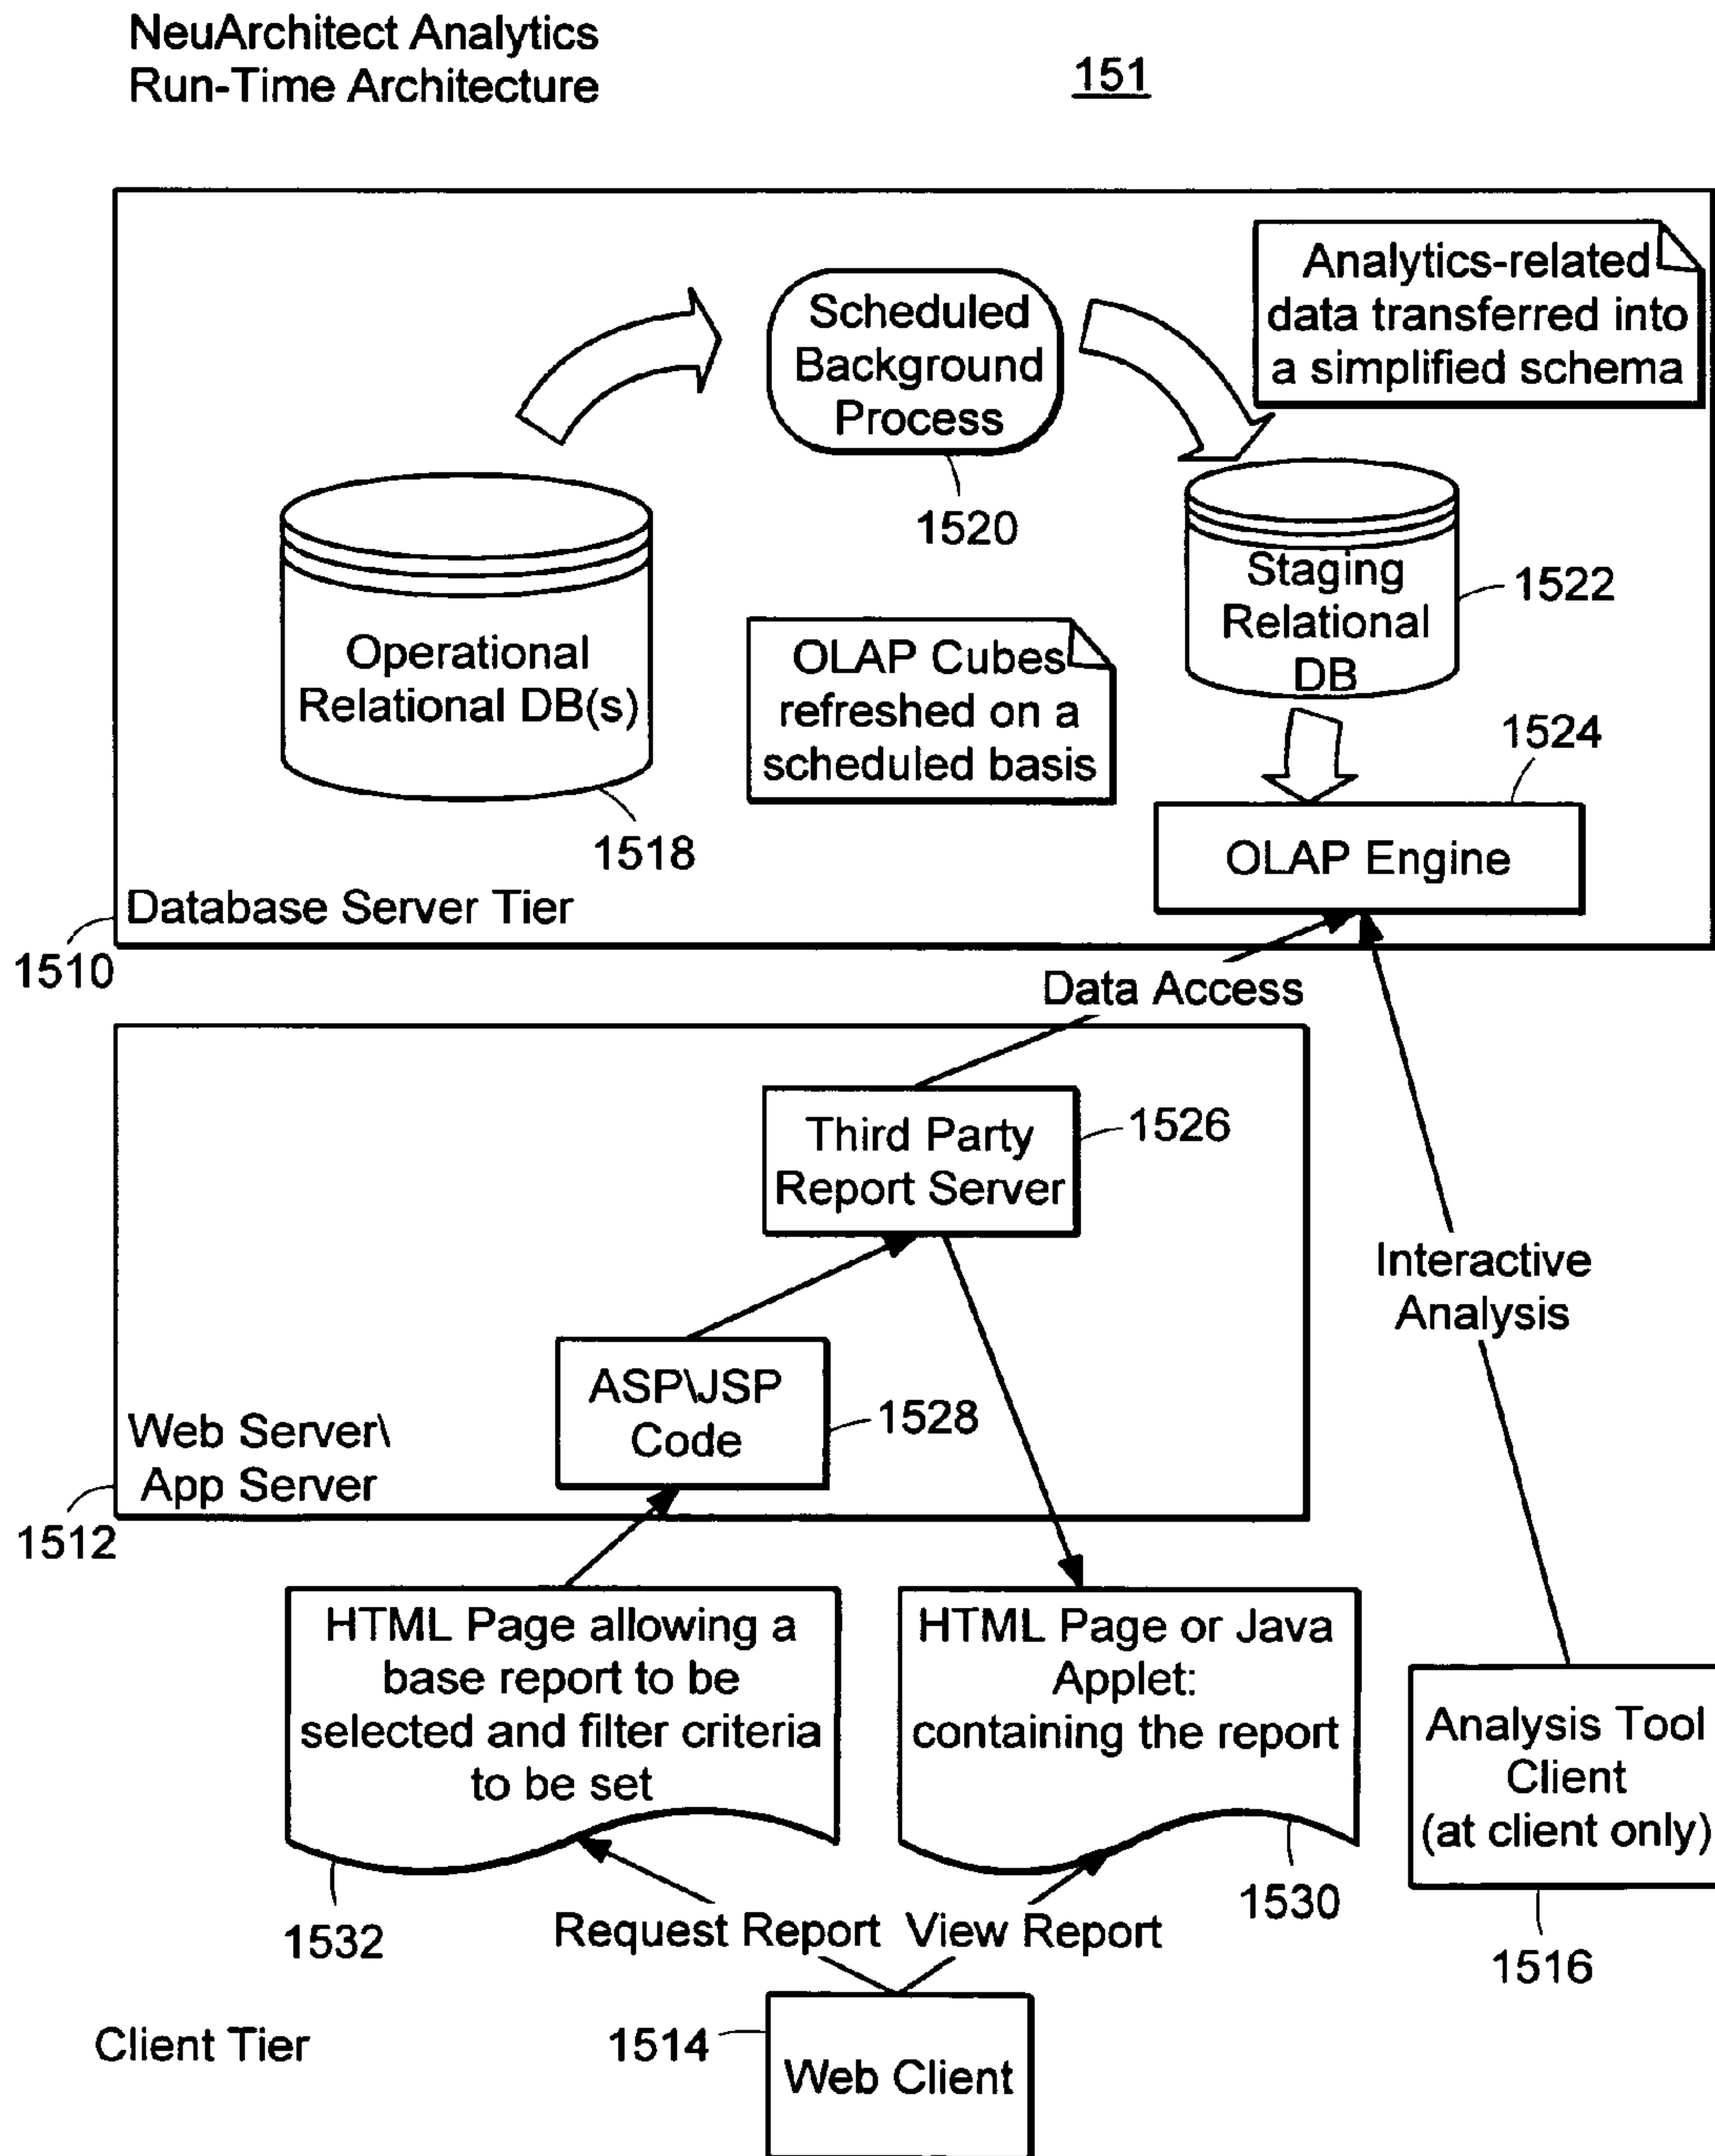 NeuArchitect Analytics
Run-Time Architecture
151
Analytics-related
data transferred into
a simplified schema
Scheduled
Background
Process
1520
Staging
Relational
DB
1522
Operational
Relational DB(s)
1518
OLAP Cubes
refreshed on a
scheduled basis
1524
OLAP Engine
Database Server Tier
1510
Data Access
Third Party
Report Server
1526
Interactive
Analysis
ASP\JSP
Code
1528
Web Server\
App Server
1512
HTML Page allowing a
base report to be
selected and filter criteria
to be set
1532
HTML Page or Java
Applet:
containing the report
1530
Analysis Tool
Client
(at client only)
1516
Request Report
View Report
Client Tier
1514
Web Client